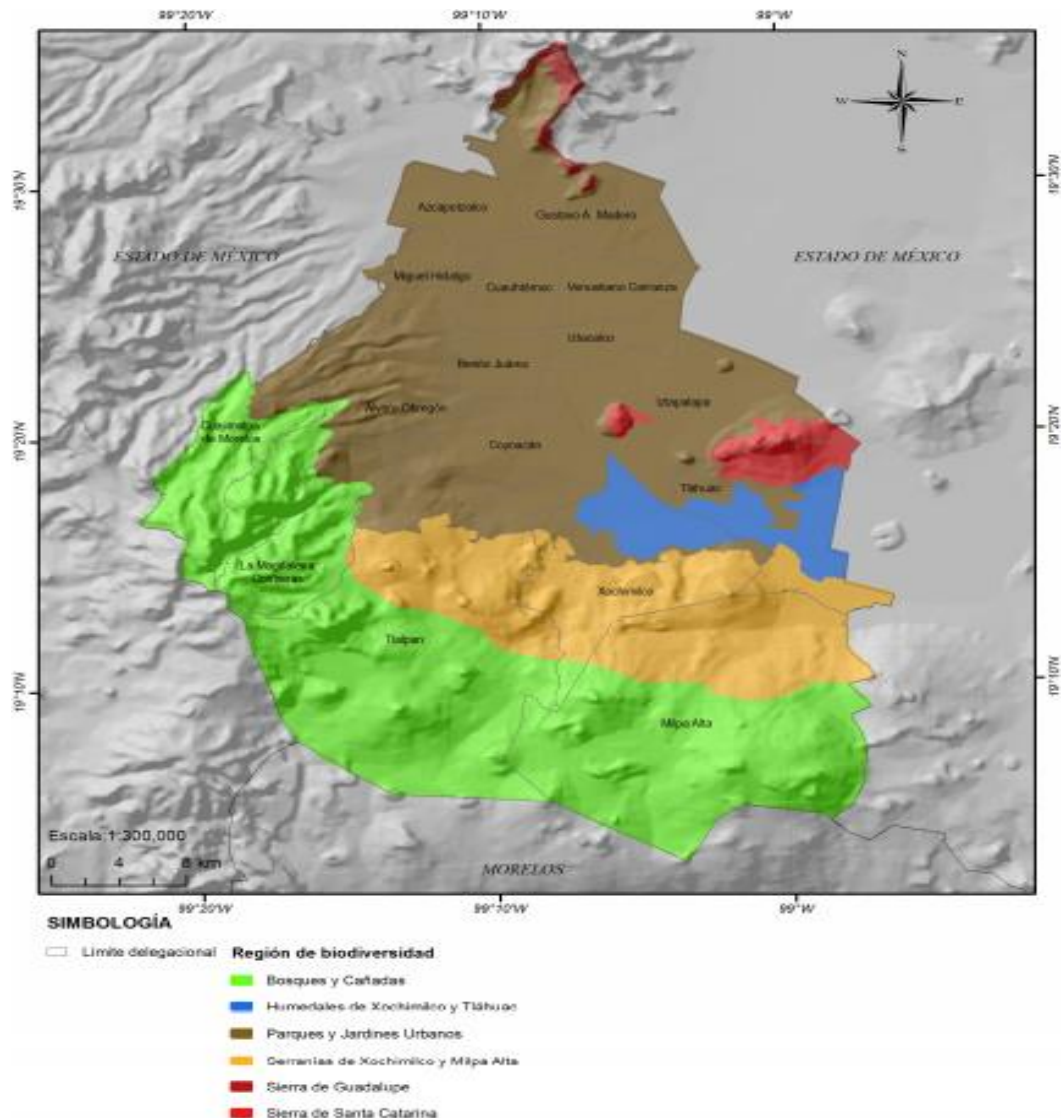 99°20'W 99°10'W 99°W
N
W E
S
19°30'N 19°30'N
Azcapotzalco
Gustavo A. Madero
ESTADO DE MÉXICO ESTADO DE MÉXICO
Miguel Hidalgo
Cuauhtémoc Venustiano Carranza
Iztacalco
Benito Juárez
Álvaro Obregón Iztapalapa
19°20'N 19°20'N
Cuajimalpa
de Morelos
Coyoacán
Tláhuac
La Magdalena
Contreras
Xochimilco
Tlalpan
19°10'N 19°10'N
Milpa Alta
Escala 1:300,000
0 4 8 km
MORELOS
99°20'W 99°10'W 99°W
SIMBOLOGÍA
Limite delegacional Región de biodiversidad
Bosques y Cañadas
Humedales de Xochimilco y Tláhuac
Parques y Jardines Urbanos
Serranías de Xochimilco y Milpa Alta
Sierra de Guadalupe
Sierra de Santa Catarina